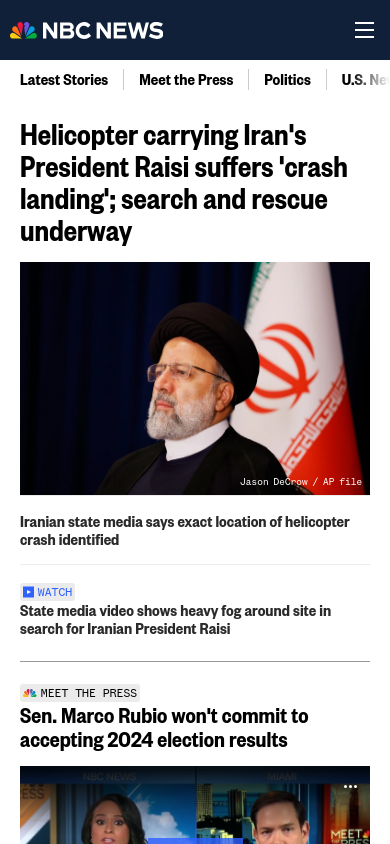 NBC NEWS
Latest Stories
Meet the Press
Politics
U.S. Ne
Helicopter carrying Iran's
President Raisi suffers 'crash
landing'; search and rescue
underway
Jason DeCrow / AP file
Iranian state media says exact location of helicopter
crash identified
WATCH
State media video shows heavy fog around site in
search for Iranian President Raisi
MEET THE PRESS
Sen. Marco Rubio won't commit to
accepting 2024 election results
NBC NEWS
MIAMI
MEET
PRESS